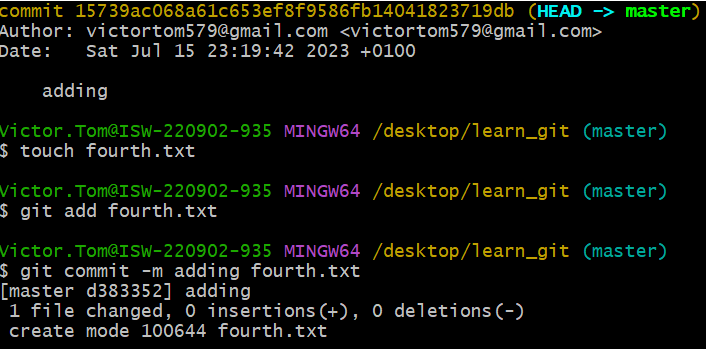 commit 15739ac068a61c653ef8f9586fb14041823719db (HEAD -> master)
Author: victortom579@gmail.com <victortom579@gmail.com>
Date:   Sat Jul 15 23:19:42 2023 +0100
    adding
Victor.Tom@ISW-220902-935 MINGW64 /desktop/learn_git (master)
$ touch fourth.txt
Victor.Tom@ISW-220902-935 MINGW64 /desktop/learn_git (master)
$ git add fourth.txt
Victor.Tom@ISW-220902-935 MINGW64 /desktop/learn_git (master)
$ git commit -m adding fourth.txt
[master d383352] adding
 1 file changed, 0 insertions(+), 0 deletions(-)
 create mode 100644 fourth.txt